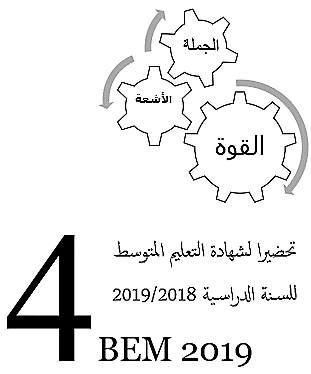 الجملة
الأشعة
القوة
تحضيرا لشهادة التعليم المتوسط
للسنة الدراسية 2019/2018
4
BEM 2019